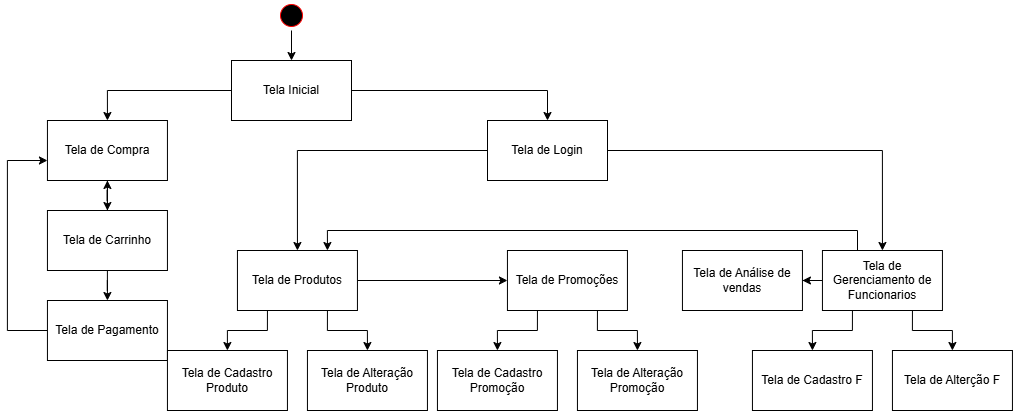 Tela Inicial
Tela de Compra
Tela de Login
Tela de Carrinho
Tela de Produtos
Tela de Promoções
Tela de Análise de
vendas
Tela de
Gerenciamento de
Funcionarios
Tela de Pagamento
Tela de Cadastro
Produto
Tela de Alteração
Produto
Tela de Cadastro
Promoção
Tela de Alteração
Promoção
Tela de Cadastro F
Tela de Alterção F